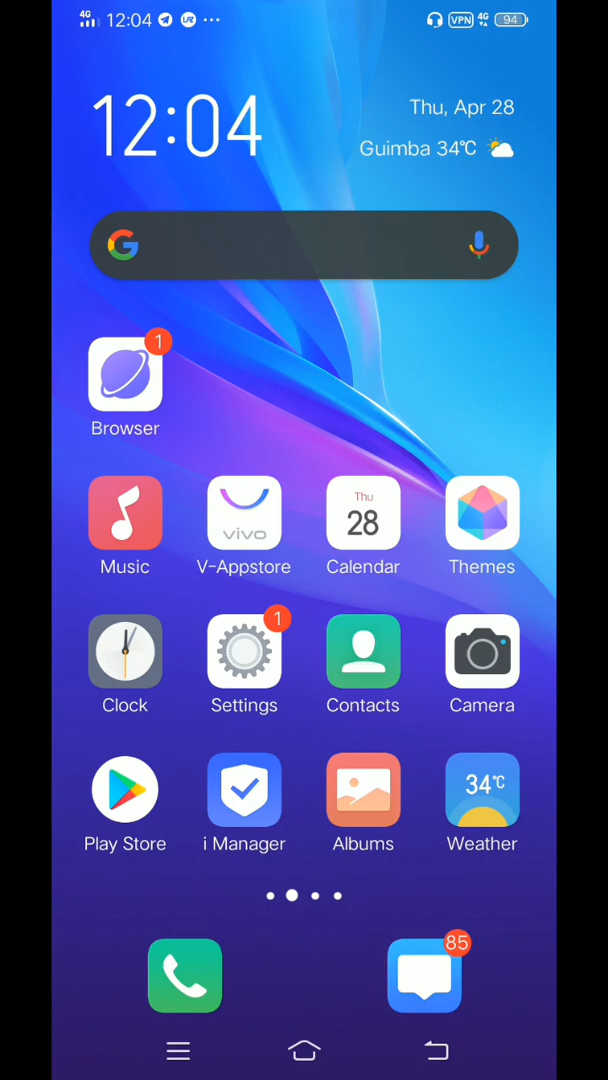 4G 12:04 VPN 4G 94
12:04
Thu, Apr 28
Guimba 34℃
G
1
Browser
vivo
Thu
28
Music V-Appstore Calendar Themes
1
Clock Settings Contacts Camera
34℃
Play Store i Manager Albums Weather
85